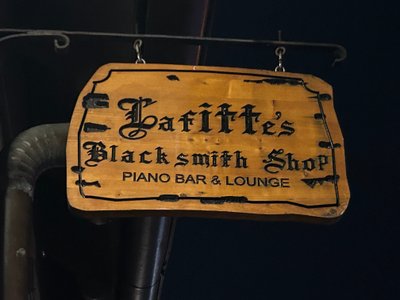 Lafitte's
Blacksmith Shop
PIANO BAR & LOUNGE